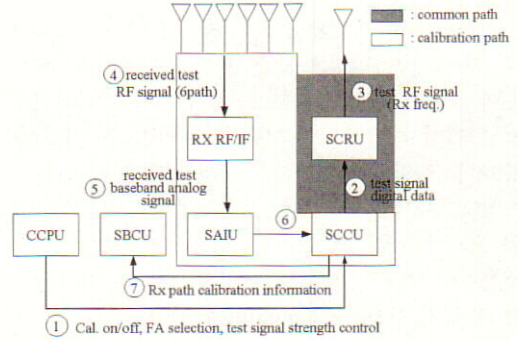 : common path
: calibration path
④ received test
RF signal (6path)
③ test RF signal
(Rx freq.)
RX RF/IF
SCRU
received test
⑤ baseband analog
signal
② test signal
digital data
⑥
CCPU
SBCU
SAIU
SCCU
⑦ Rx path calibration information
① Cal. on/off, FA selection, test signal strength control